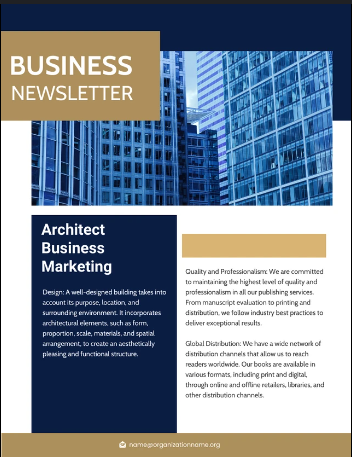 BUSINESS
NEWSLETTER
Architect
Business
Marketing
Design: A well-designed building takes into
account its purpose, location, and
surrounding environment. It incorporates
architectural elements, such as form,
proportion, scale, materials, and spatial
arrangement, to create an aesthetically
pleasing and functional structure.
Quality and Professionalism: We are committed
to maintaining the highest level of quality and
professionalism in all our publishing services.
From manuscript evaluation to printing and
distribution, we follow industry best practices to
deliver exceptional results.
Global Distribution: We have a wide network of
distribution channels that allow us to reach
readers worldwide. Our books are available in
various formats, including print and digital,
through online and offline retailers, libraries, and
other distribution channels.
name@organizationname.org